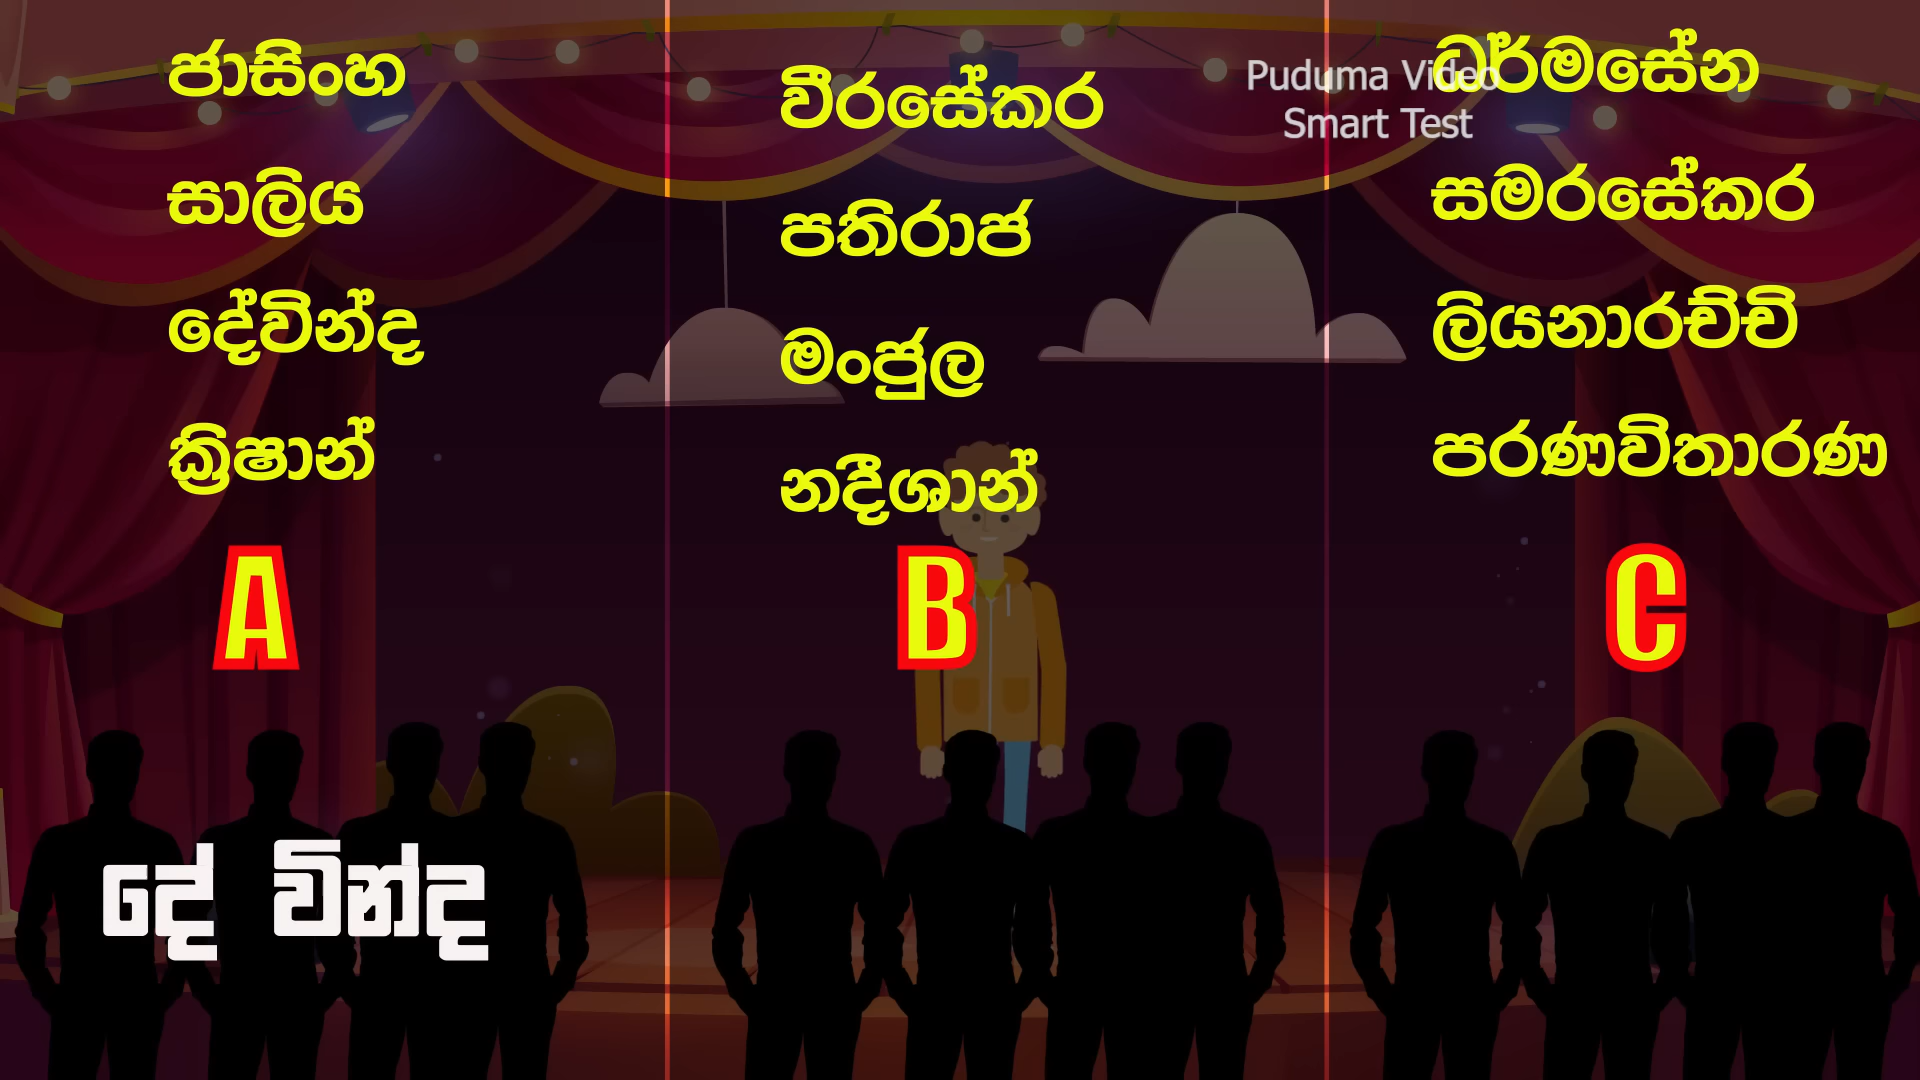 ජාසිංහ
සාලිය
දේවින්ද
ක්‍රිෂාන්
A
දේ වින්ද
වීරසේකර
පතිරාජ
මංජුල
නදීශාන්
B
Puduma Video
Smart Test
ධර්මසේන
සමරසේකර
ලියනාරච්චි
පරණවිතාරණ
C